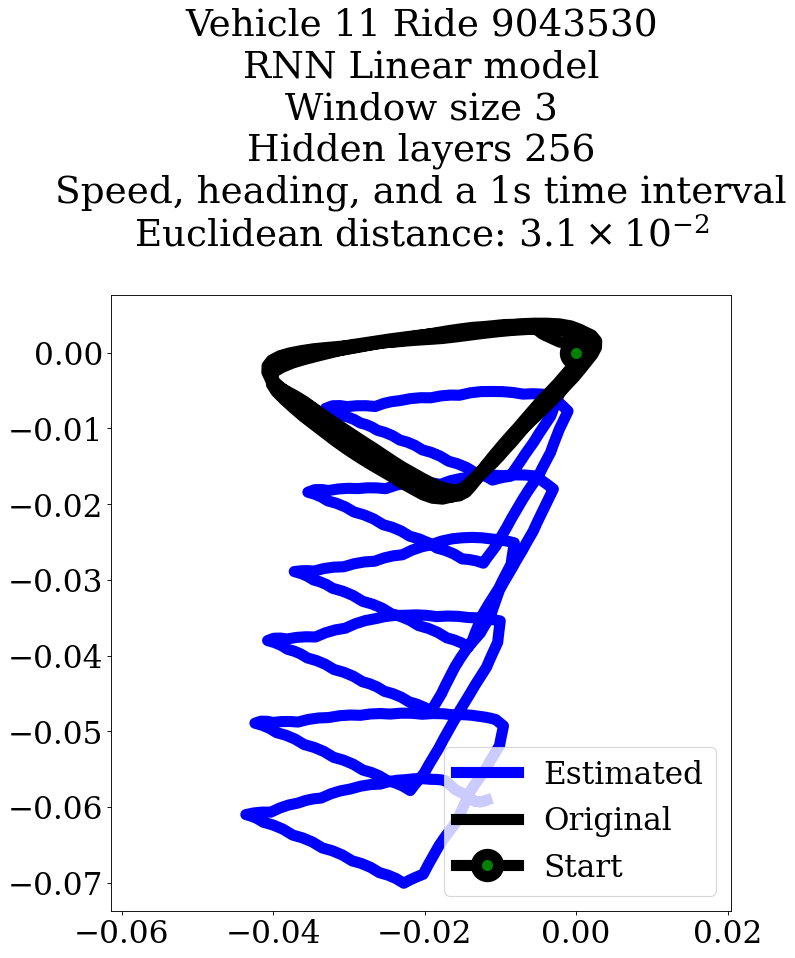 Vehicle 11 Ride 9043530
RNN Linear model
Window size 3
Hidden layers 256
Speed, heading, and a 1s time interval
Euclidean distance: 3.1 × 10⁻²
0.00
−0.01
−0.02
−0.03
−0.04
−0.05
−0.06
−0.07
Estimated
Original
Start
−0.06 −0.04 −0.02 0.00 0.02